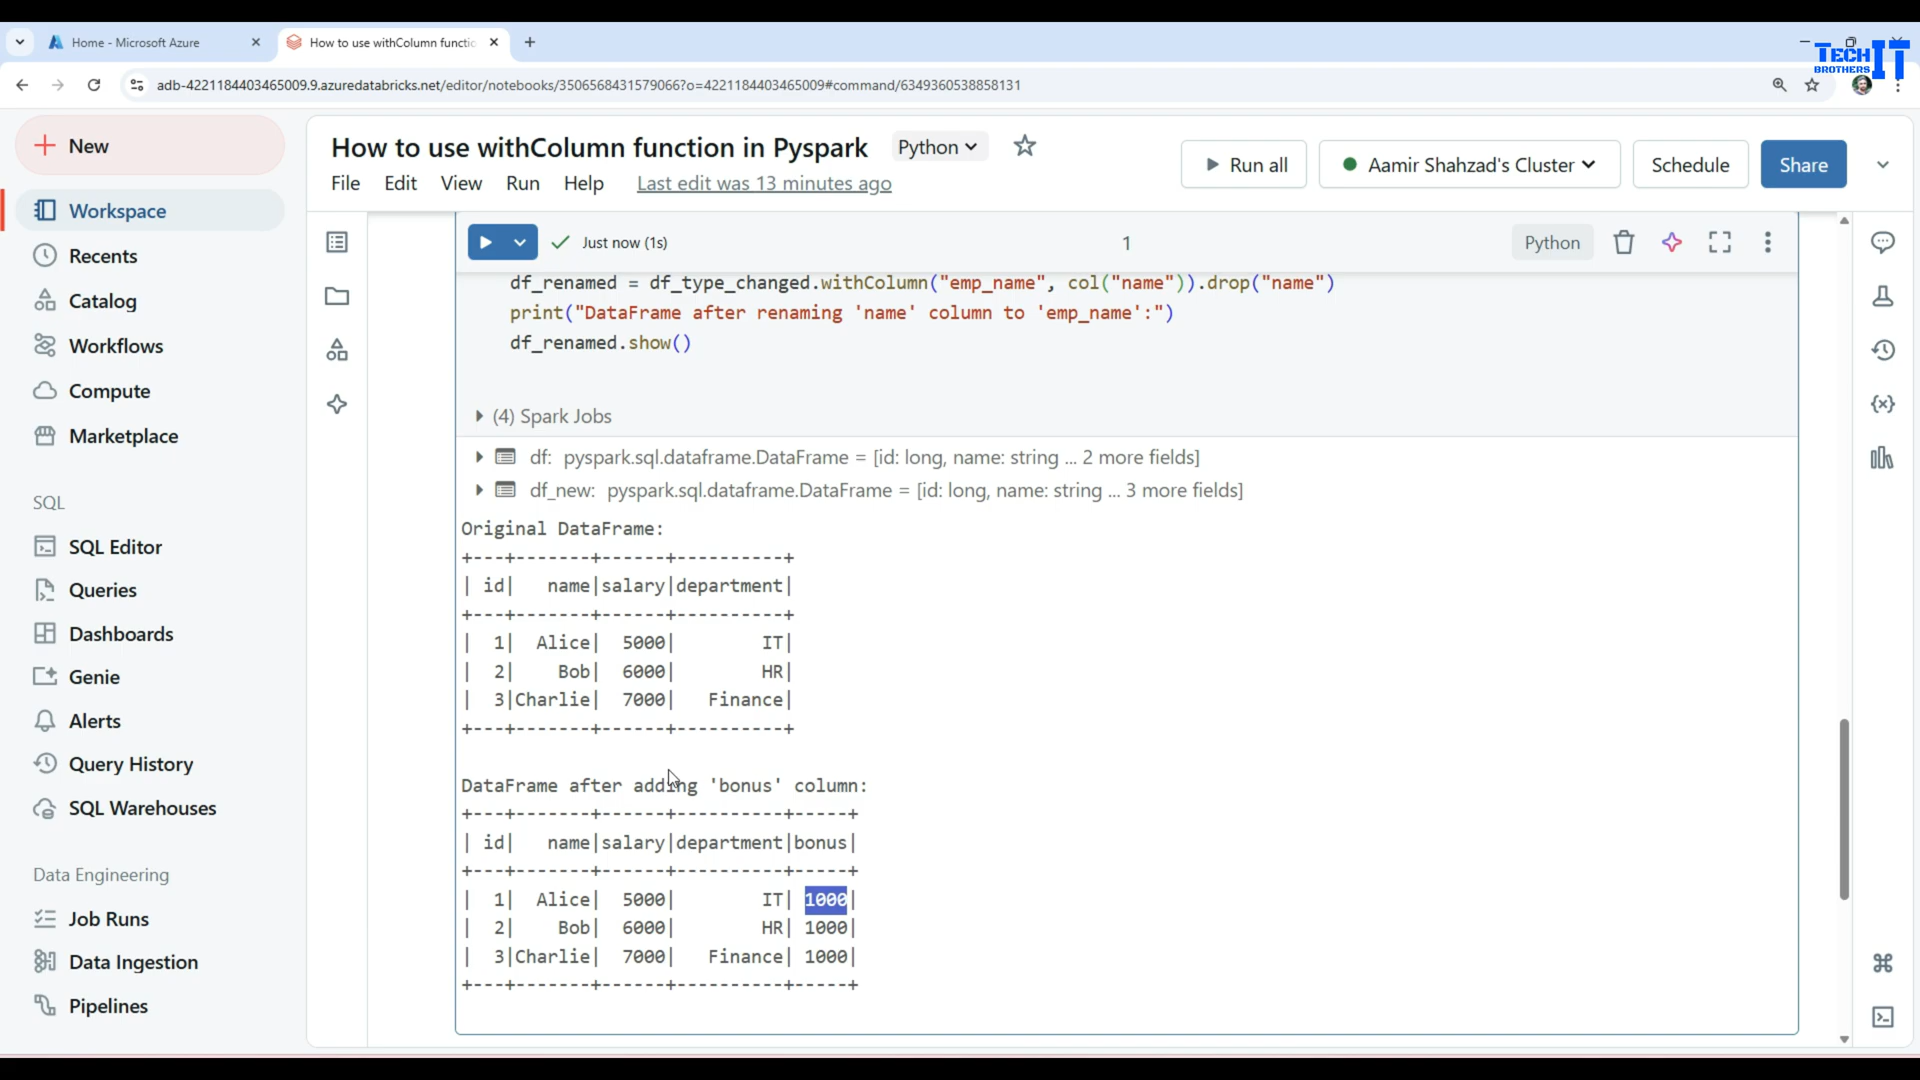 Home - Microsoft Azure
How to use withColumn functic
TECH IT
BROTHERS
adb-4221184403465009.9.azuredatabricks.net/editor/notebooks/3506568431579066?o=4221184403465009#command/6349360538858131
New
Workspace
Recents
Catalog
Workflows
Compute
Marketplace
SQL
SQL Editor
Queries
Dashboards
Genie
Alerts
Query History
SQL Warehouses
Data Engineering
Job Runs
Data Ingestion
Pipelines
How to use withColumn function in Pyspark
Python
File Edit View Run Help Last edit was 13 minutes ago
Run all
Aamir Shahzad's Cluster
Schedule
Share
Just now (1s)
1
Python
df_renamed = df_type_changed.withColumn("emp_name", col("name")).drop("name")
print("DataFrame after renaming 'name' column to 'emp_name':")
df_renamed.show()
(4) Spark Jobs
df: pyspark.sql.dataframe.DataFrame = [id: long, name: string ... 2 more fields]
df_new: pyspark.sql.dataframe.DataFrame = [id: long, name: string ... 3 more fields]
Original DataFrame:
+---+-------+------+----------+
| id|   name|salary|department|
+---+-------+------+----------+
|  1|  Alice|  5000|        IT|
|  2|    Bob|  6000|        HR|
|  3|Charlie|  7000|   Finance|
+---+-------+------+----------+
DataFrame after adding 'bonus' column:
+---+-------+------+----------+-----+
| id|   name|salary|department|bonus|
+---+-------+------+----------+-----+
|  1|  Alice|  5000|        IT| 1000|
|  2|    Bob|  6000|        HR| 1000|
|  3|Charlie|  7000|   Finance| 1000|
+---+-------+------+----------+-----+